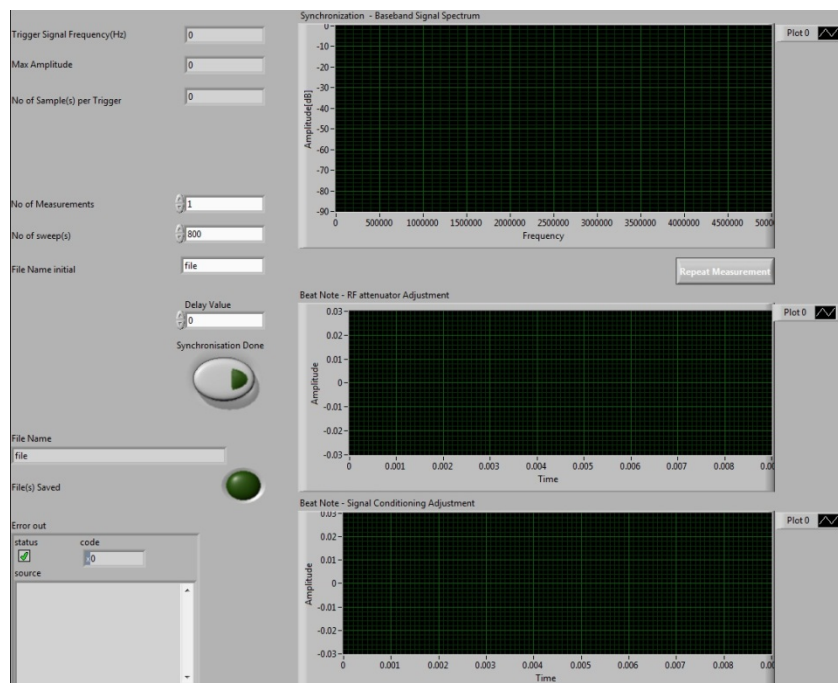 Trigger Signal Frequency(Hz)
0
Max Amplitude
0
No of Sample(s) per Trigger
0
No of Measurements
1
No of sweep(s)
800
File Name initial
file
Delay Value
0
Synchronisation Done
File Name
file
File(s) Saved
Error out
status
code
0
source
Synchronization - Baseband Signal Spectrum
Plot 0
0
-10
-20
-30
-40
-50
-60
-70
-80
-90
Amplitude[dB]
0 500000 1000000 1500000 2000000 2500000 3000000 3500000 4000000 4500000 5000
Frequency
Repeat Measurement
Beat Note - RF attenuator Adjustment
Plot 0
0.03
0.02
0.01
0
-0.01
-0.02
-0.03
Amplitude
0 0.001 0.002 0.003 0.004 0.005 0.006 0.007 0.008 0.00
Time
Beat Note - Signal Conditioning Adjustment
Plot 0
0.03
0.02
0.01
0
-0.01
-0.02
-0.03
Amplitude
0 0.001 0.002 0.003 0.004 0.005 0.006 0.007 0.008 0.00
Time